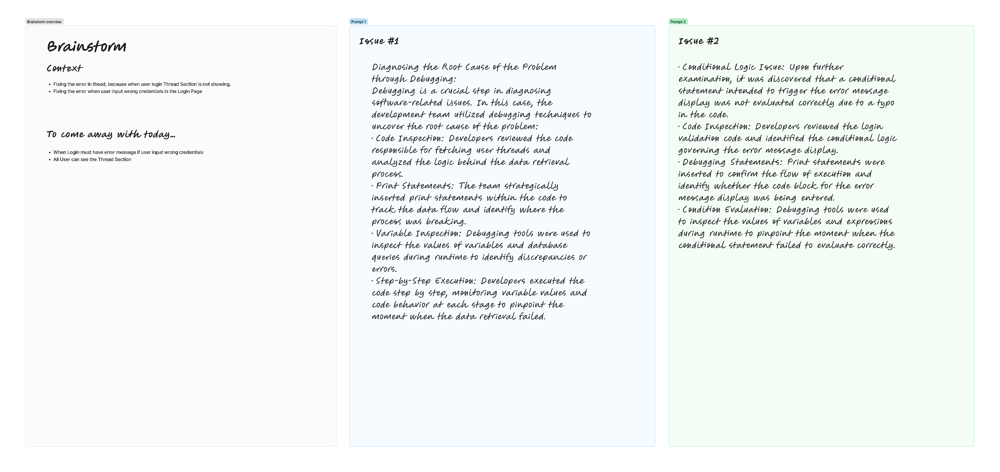 Brainstorm overview
Brainstorm
Context
• Fixing the error in thead, because when user login Thread Section is not showing.
• Fixing the error when user input wrong credentials in the Login Page
To come away with today...
• When Login must have error message if user input wrong credentials
• All User can see the Thread Section
Prompt 1
Issue #1
Diagnosing the Root Cause of the Problem
through Debugging:
Debugging is a crucial step in diagnosing
software-related issues. In this case, the
development team utilized debugging techniques to
uncover the root cause of the problem:
· Code Inspection: Developers reviewed the code
responsible for fetching user threads and
analyzed the logic behind the data retrieval
process.
· Print Statements: The team strategically
inserted print statements within the code to
track the data flow and identify where the
process was breaking.
· Variable Inspection: Debugging tools were used to
inspect the values of variables and database
queries during runtime to identify discrepancies or
errors.
· Step-by-Step Execution: Developers executed the
code step by step, monitoring variable values and
code behavior at each stage to pinpoint the
moment when the data retrieval failed.
Prompt 2
Issue #2
· Conditional Logic Issue: Upon further
examination, it was discovered that a conditional
statement intended to trigger the error message
display was not evaluated correctly due to a typo
in the code.
· Code Inspection: Developers reviewed the login
validation code and identified the conditional logic
governing the error message display.
· Debugging Statements: Print statements were
inserted to confirm the flow of execution and
identify whether the code block for the error
message display was being entered.
· Condition Evaluation: Debugging tools were used
to inspect the values of variables and expressions
during runtime to pinpoint the moment when the
conditional statement failed to evaluate correctly.